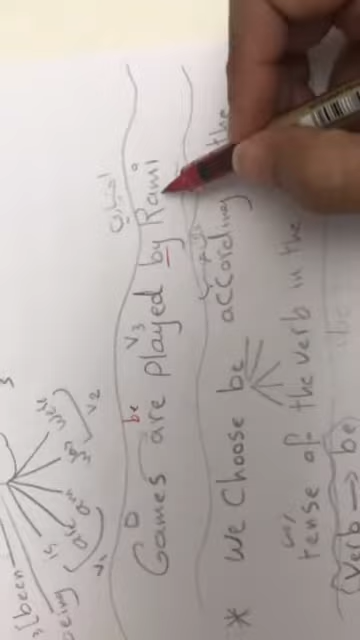 [been
being
is are am was were
V1 V2
O be V3
Games are played by Rami
* We Choose be according the
tense of the verb in the
(Verb → be